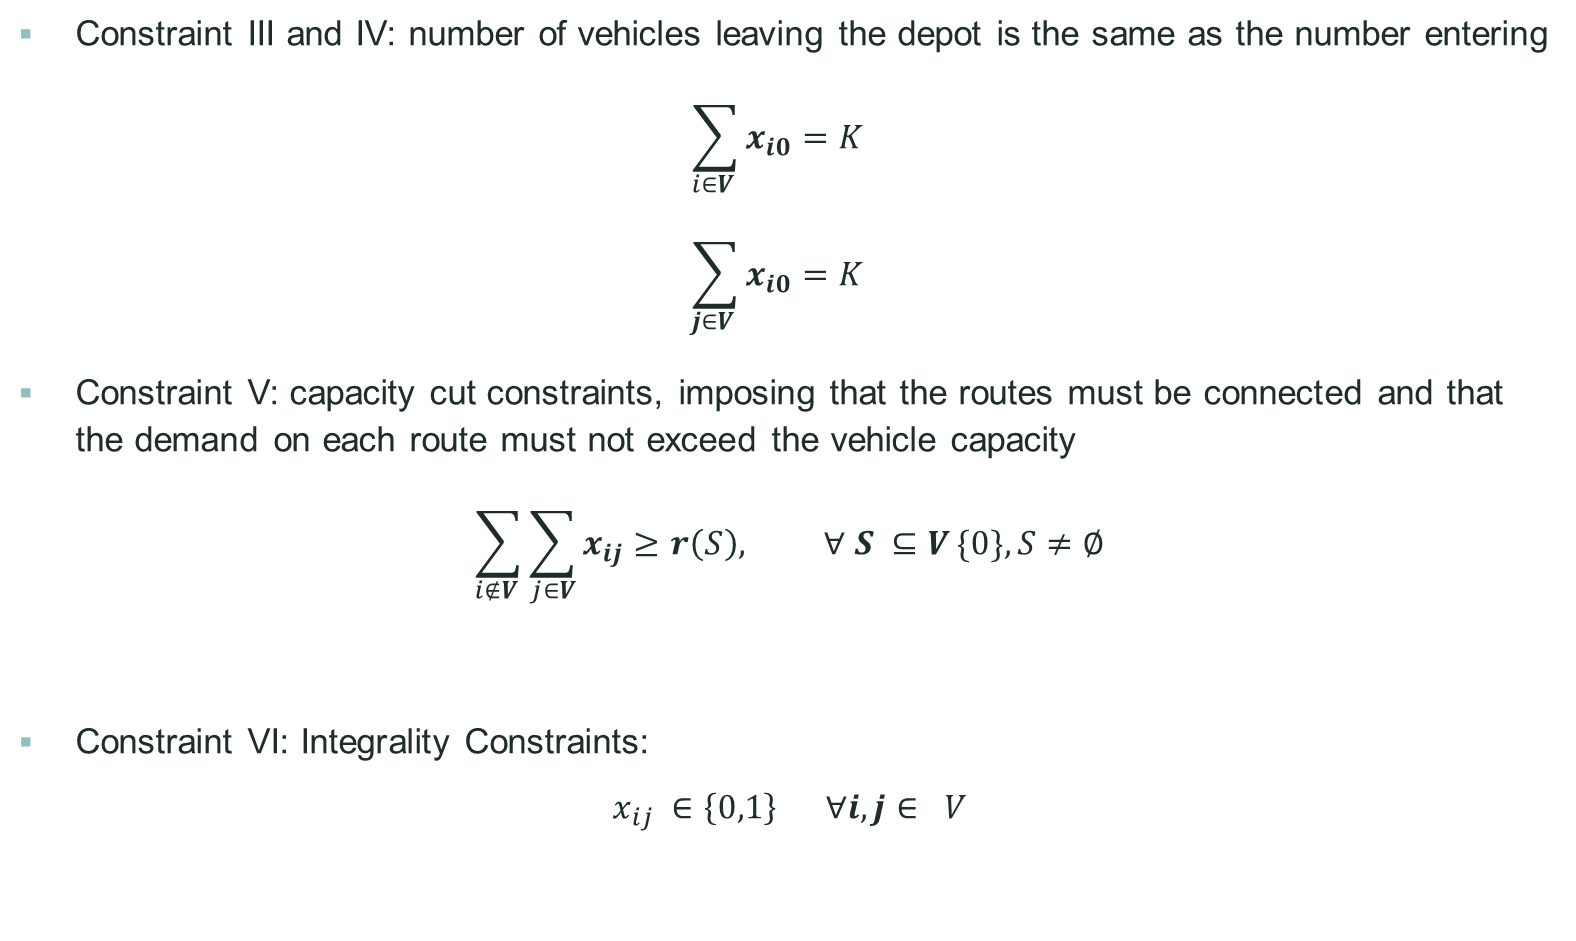 ▪ Constraint III and IV: number of vehicles leaving the depot is the same as the number entering
∑_{i∈V} x_{i0} = K
∑_{j∈V} x_{i0} = K
▪ Constraint V: capacity cut constraints, imposing that the routes must be connected and that
the demand on each route must not exceed the vehicle capacity
∑_{i∉V} ∑_{j∈V} x_{ij} ≥ r(S), ∀ S ⊆ V {0}, S ≠ ∅
▪ Constraint VI: Integrality Constraints:
x_{ij} ∈ {0,1} ∀i,j ∈ V